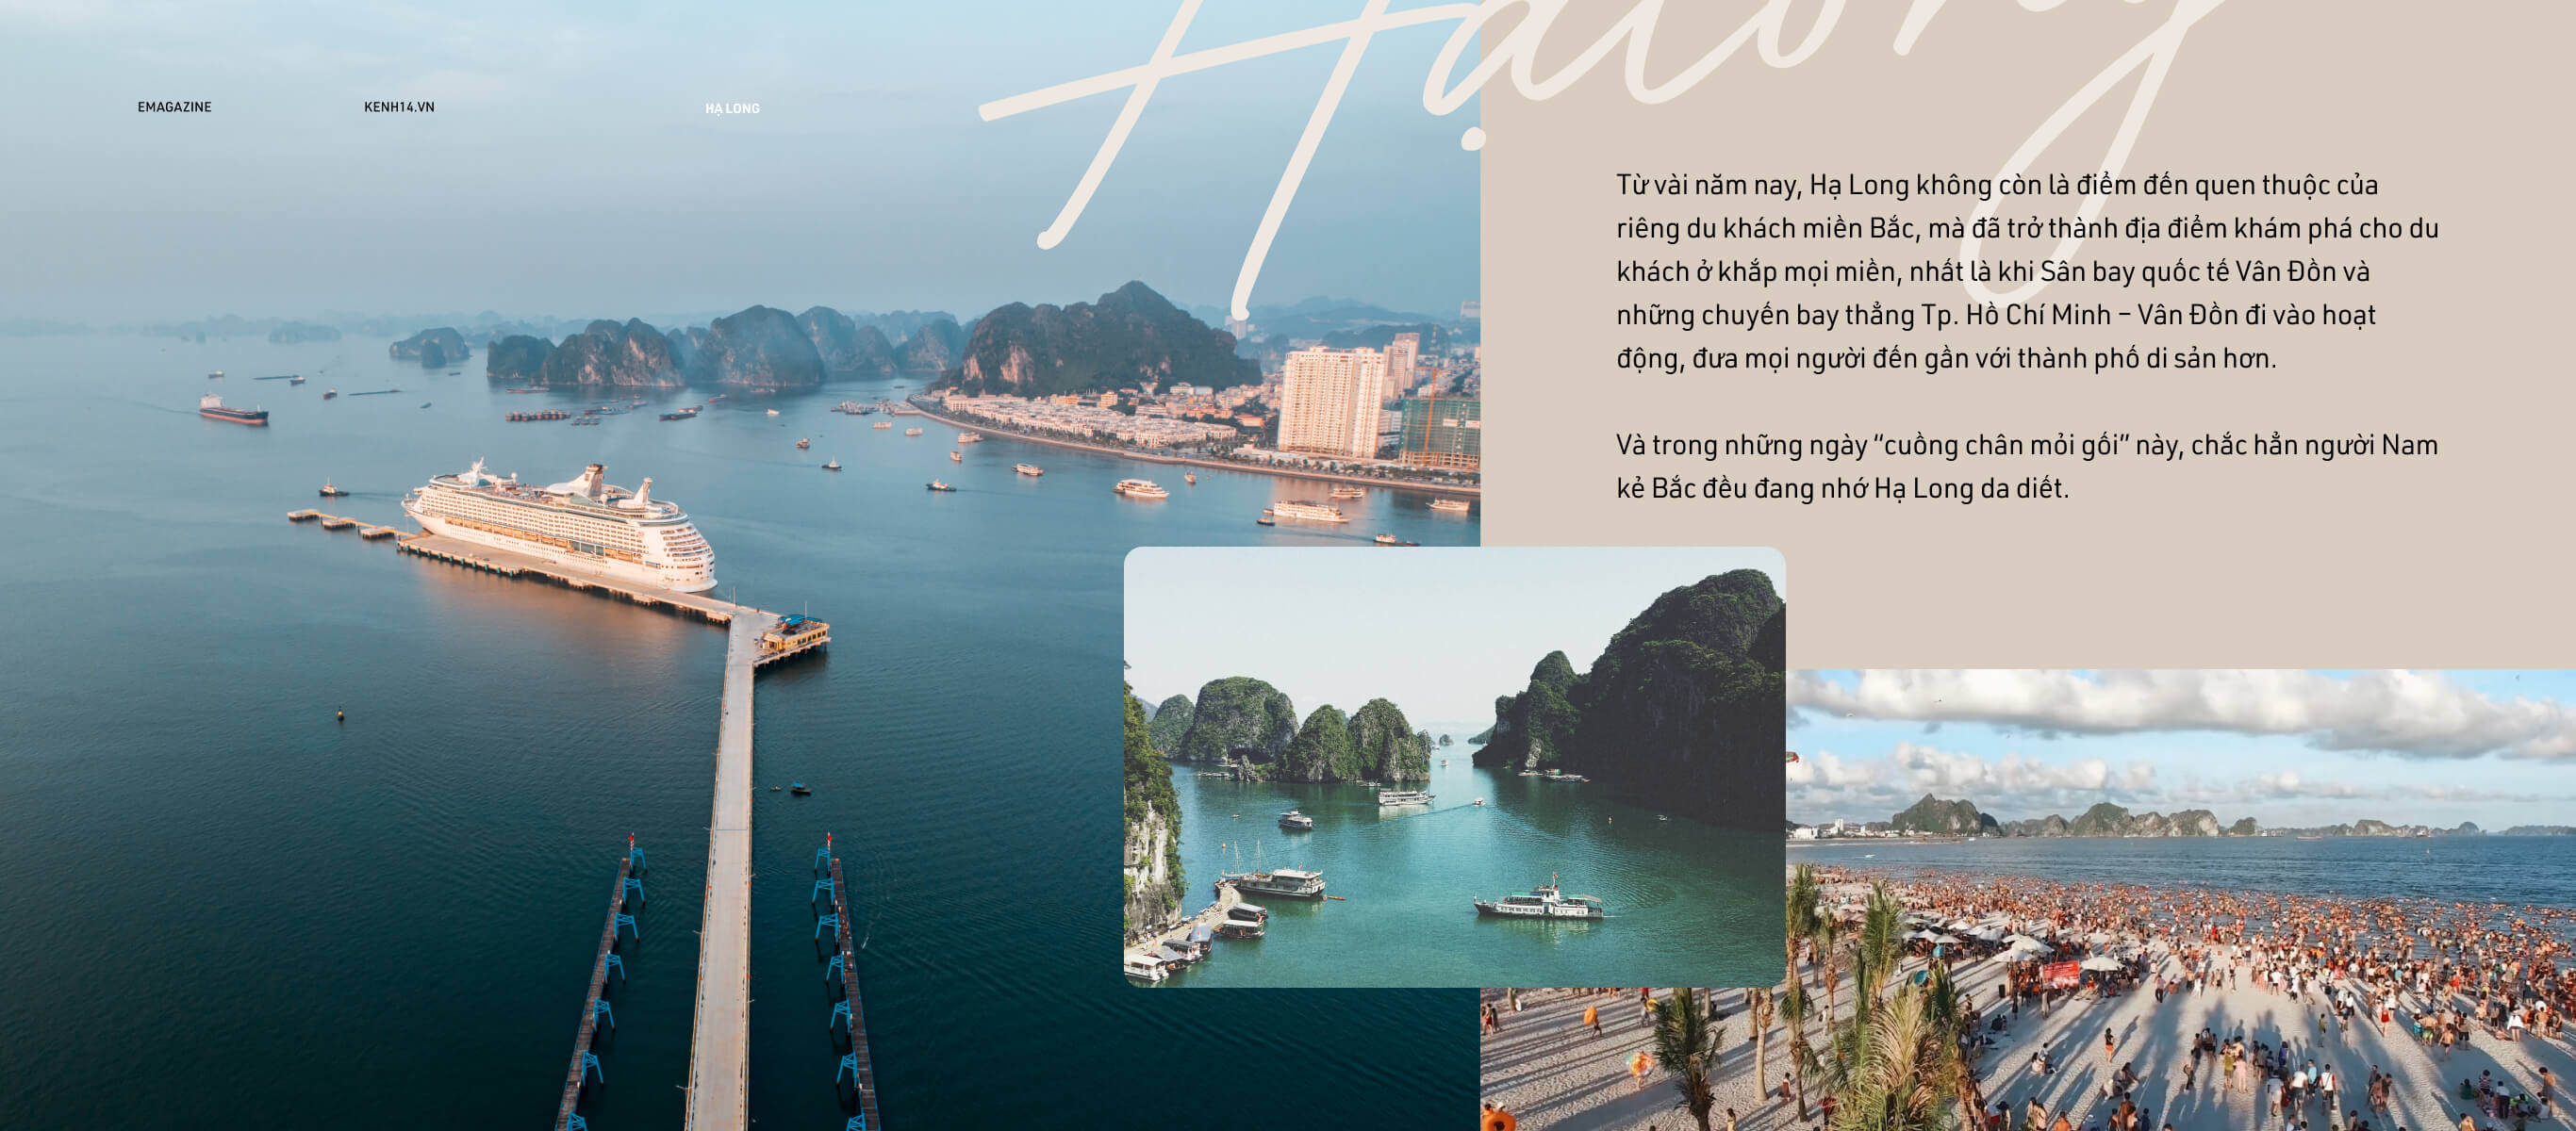 Hạ long
EMAGAZINE
KENH14.VN
HẠ LONG
Từ vài năm nay, Hạ Long không còn là điểm đến quen thuộc của
riêng du khách miền Bắc, mà đã trở thành địa điểm khám phá cho du
khách ở khắp mọi miền, nhất là khi Sân bay quốc tế Vân Đồn và
những chuyến bay thẳng Tp. Hồ Chí Minh – Vân Đồn đi vào hoạt
động, đưa mọi người đến gần với thành phố di sản hơn.
Và trong những ngày “cuồng chân mỏi gối” này, chắc hẳn người Nam
kẻ Bắc đều đang nhớ Hạ Long da diết.